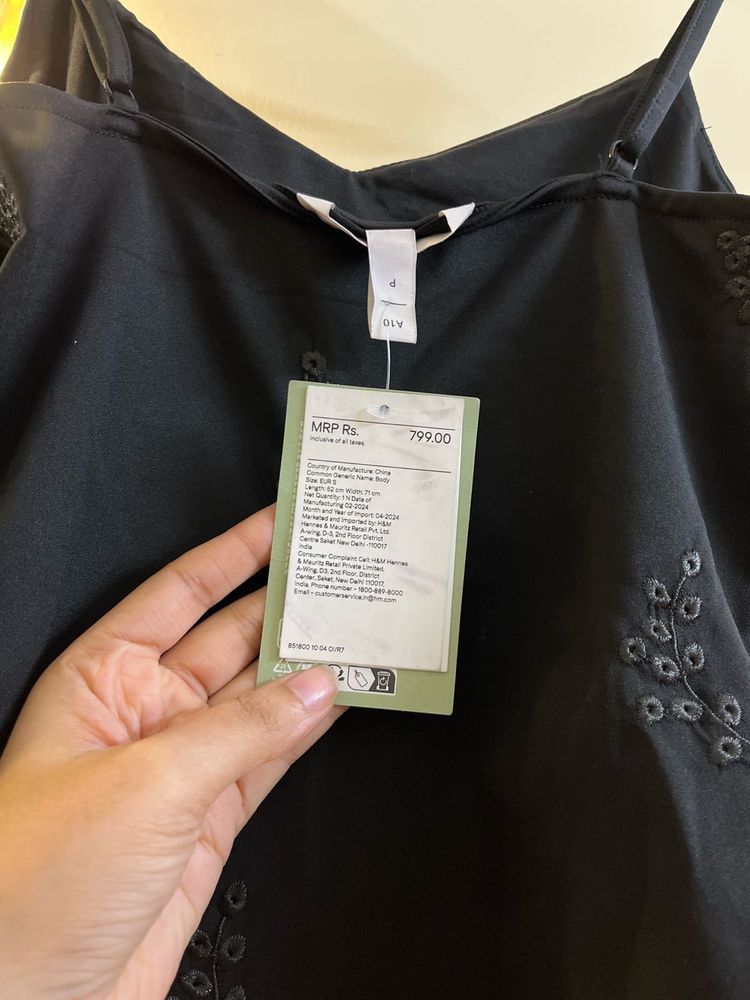 P
A10
MRP Rs. 799.00
inclusive of all taxes.
Country of Manufacture: China
Common Generic Name: Body
Size: EUR S
Length: 52 cm Width: 71 cm
Net Quantity: 1 N Date of
Manufacturing 02-2024
Month and Year of Import: 04-2024
Marketed and Imported by: H&M
Hennes & Mauritz Retail Pvt. Ltd.
A-wing, D-3, 2nd Floor District
Centre Saket New Delhi -110017
India
Consumer Complaint Cell: H&M Hennes
& Mauritz Retail Private Limited,
A-Wing, D3, 2nd Floor, District
Center, Saket, New Delhi 110017,
India. Phone number - 1800-889-8000
Email - customerservice.in@hm.com
851800 10 04 OI/R7